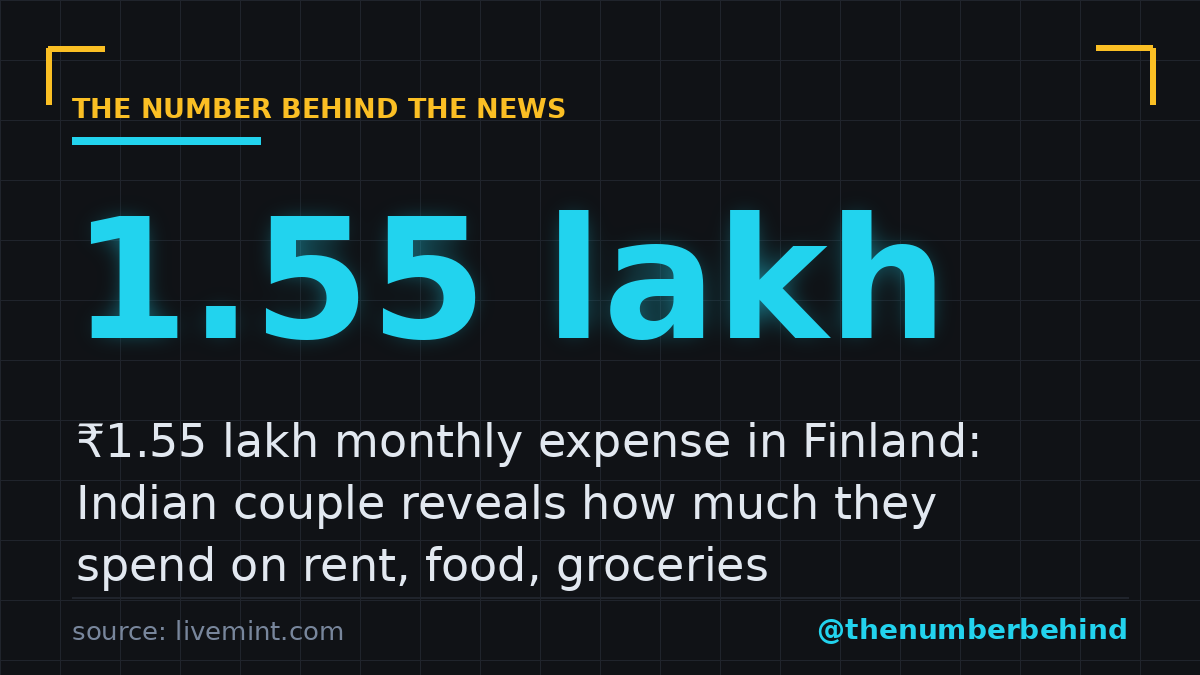 THE NUMBER BEHIND THE NEWS
1.55 lakh
₹1.55 lakh monthly expense in Finland:
Indian couple reveals how much they
spend on rent, food, groceries
source: livemint.com
@thenumberbehind